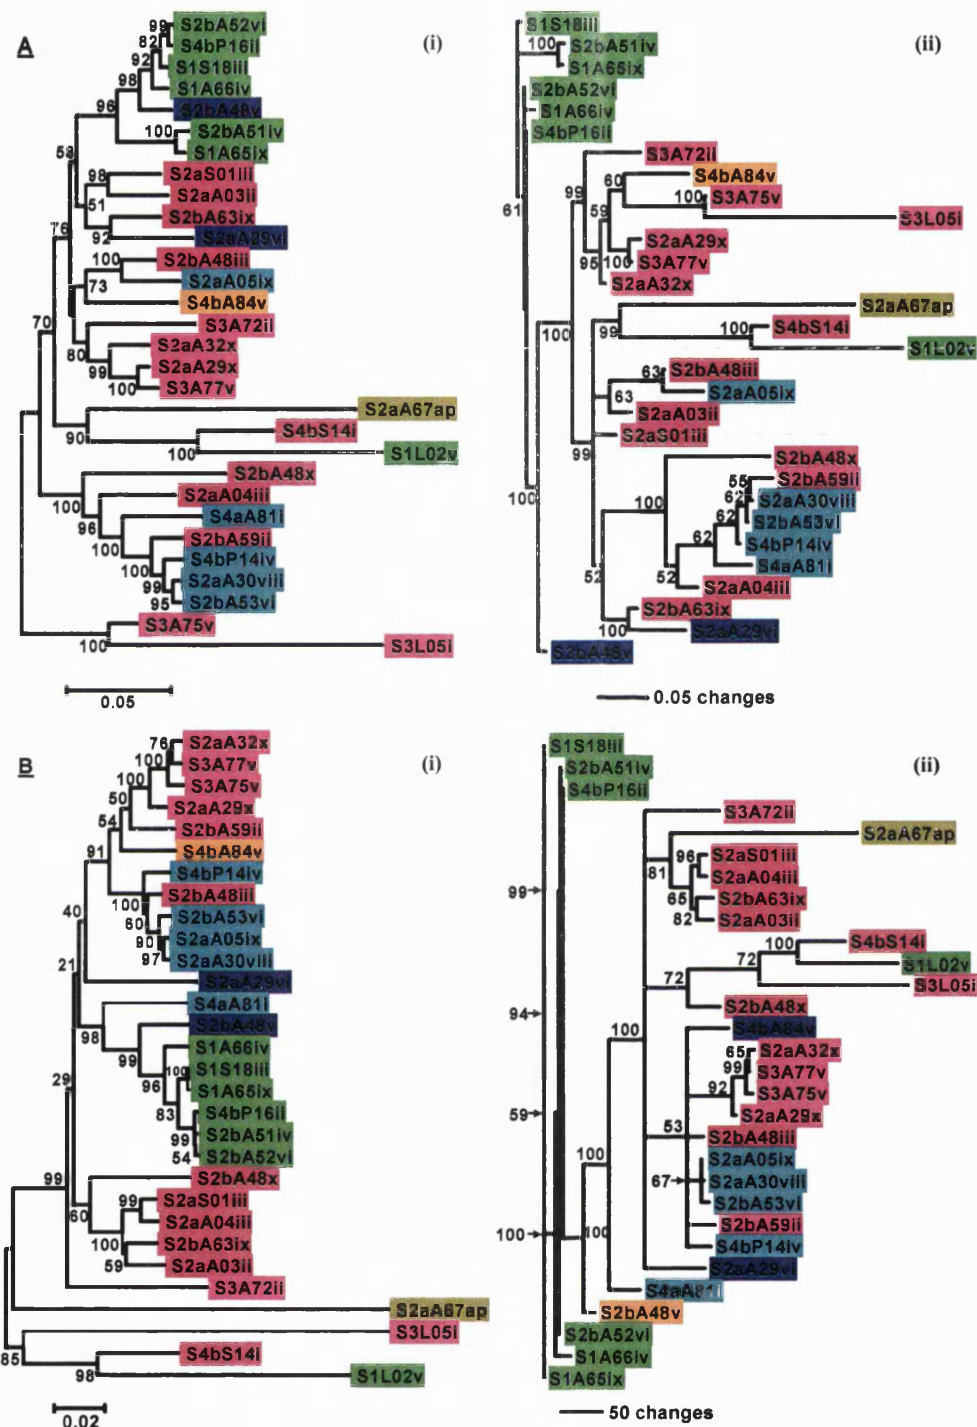 A
(i)
99
S2bA52vi
82
S4bP16ii
92
S1S18iii
98
S1A66iv
96
S2bA48v
100
S2bA51iv
S1A65ix
58
98
S2aS01iii
S2aA03ii
51
S2bA63ix
92
S2aA29vi
76
100
S2bA48iii
S2aA05ix
73
S4bA84v
70
S3A72ii
80
S2aA32x
99
S2aA29x
100
S3A77v
S2aA67ap
90
S4bS14i
100
S1L02v
S2bA48x
100
S2aA04iii
96
S4aA81i
100
S2bA59ii
100
S4bP14iv
99
S2aA30viii
95
S2bA53vi
S3A75v
100
S3L05i
0.05
(ii)
S1S18iii
100
S2bA51iv
S1A65ix
S2bA52vi
S1A66iv
S4bP16ii
61
S3A72ii
99
60
S4bA84v
100
S3A75v
59
S3L05i
S2aA29x
95
100
S3A77v
S2aA32x
100
S2aA67ap
99
100
S4bS14i
S1L02v
63
S2bA48iii
S2aA05ix
63
S2aA03ii
S2aS01iii
99
S2bA48x
100
55
S2bA59ii
62
S2aA30viii
62
S2bA53vi
62
S4bP14iv
S4aA81i
100
52
52
S2aA04iii
S2bA63ix
100
S2aA29vi
S2bA48v
0.05 changes
B
(i)
76
S2aA32x
100
S3A77v
100
S3A75v
50
S2aA29x
54
S2bA59ii
91
S4bA84v
S4bP14iv
100
S2bA48iii
60
S2bA53vi
90
S2aA05ix
97
S2aA30viii
40
S2aA29vi
21
S4aA81i
98
S2bA48v
99
S1A66iv
100
S1S18iii
96
S1A65ix
83
S4bP16ii
99
S2bA51iv
54
S2bA52vi
29
99
S2bA48x
60
99
S2aS01iii
S2aA04iii
100
S2bA63ix
59
S2aA03ii
S3A72ii
S2aA67ap
S3L05i
85
S4bS14i
98
S1L02v
0.02
(ii)
S1S18iii
S2bA51iv
S4bP16ii
S3A72ii
S2aA67ap
99
96
S2aS01iii
81
S2aA04iii
65
S2bA63ix
82
S2aA03ii
100
S4bS14i
72
S1L02v
72
S3L05i
94
S2bA48x
100
S4bA84v
65
S2aA32x
99
S3A77v
92
S3A75v
59
S2aA29x
53
S2bA48iii
100
S2aA05ix
67
S2aA30viii
S2bA53vi
S2bA59ii
100
100
S4bP14iv
S2aA29vi
S4aA81i
S2bA48v
S2bA52vi
S1A66iv
S1A65ix
50 changes